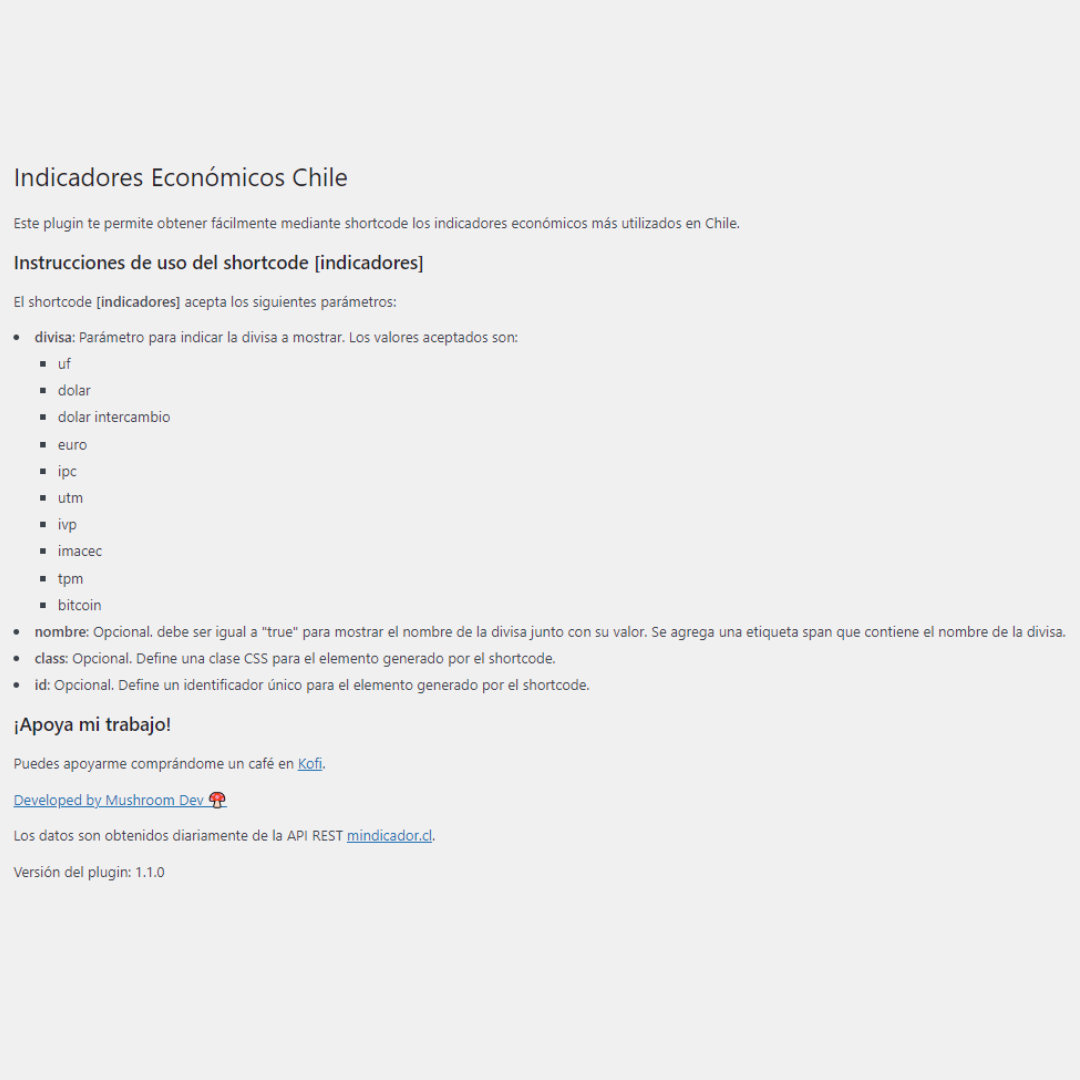 Indicadores Económicos Chile
Este plugin te permite obtener fácilmente mediante shortcode los indicadores económicos más utilizados en Chile.
Instrucciones de uso del shortcode [indicadores]
El shortcode [indicadores] acepta los siguientes parámetros:
divisa: Parámetro para indicar la divisa a mostrar. Los valores aceptados son:
uf
dolar
dolar intercambio
euro
ipc
utm
ivp
imacec
tpm
bitcoin
nombre: Opcional. debe ser igual a "true" para mostrar el nombre de la divisa junto con su valor. Se agrega una etiqueta span que contiene el nombre de la divisa.
class: Opcional. Define una clase CSS para el elemento generado por el shortcode.
id: Opcional. Define un identificador único para el elemento generado por el shortcode.
¡Apoya mi trabajo!
Puedes apoyarme comprándome un café en Kofi.
Developed by Mushroom Dev 🍄
Los datos son obtenidos diariamente de la API REST mindicador.cl.
Versión del plugin: 1.1.0